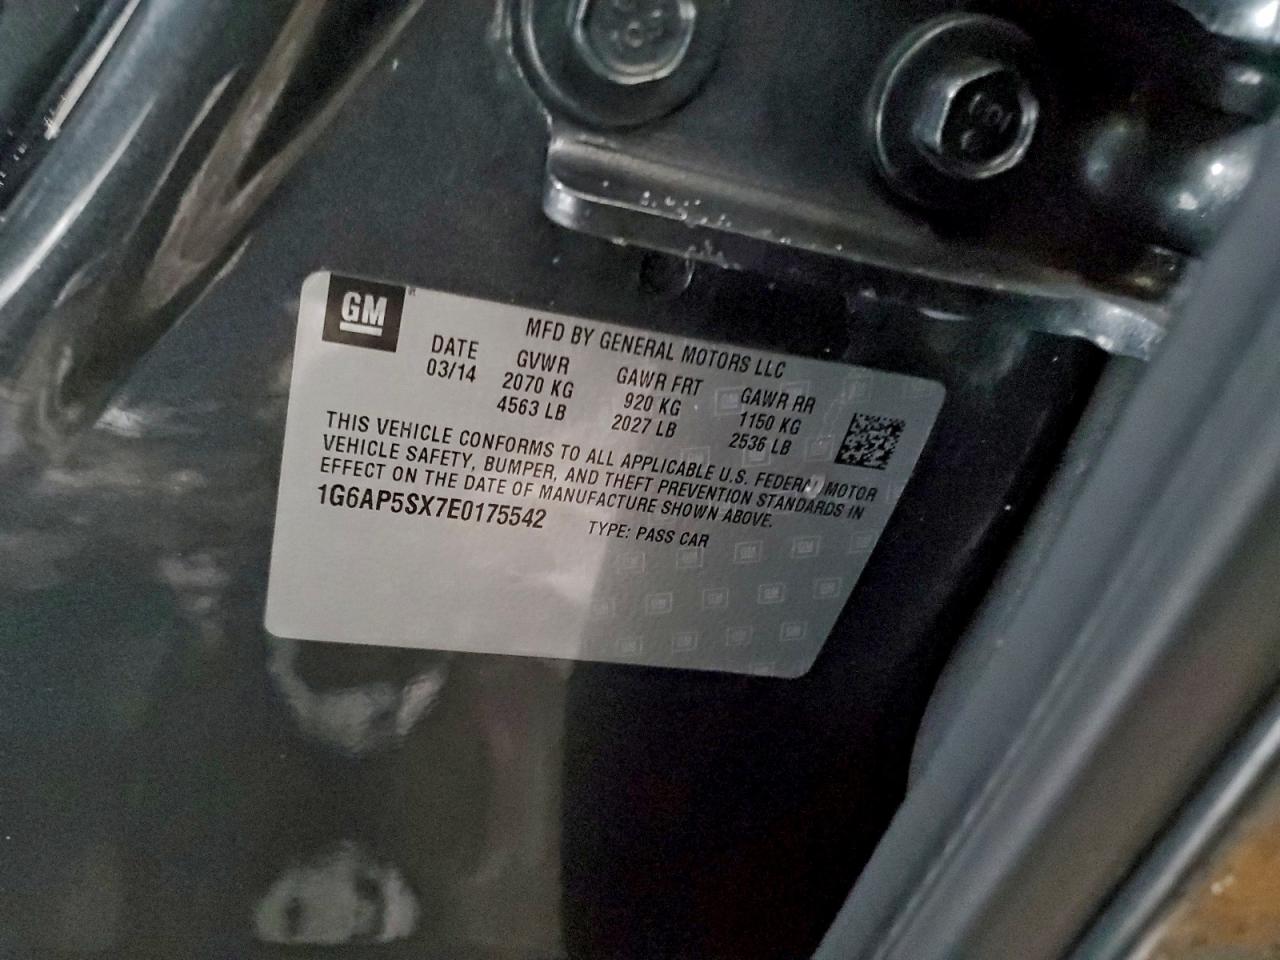 GM
MFD BY GENERAL MOTORS LLC
DATE GVWR GAWR FRT GAWR RR
03/14 2070 KG 920 KG 1150 KG
4563 LB 2027 LB 2536 LB
THIS VEHICLE CONFORMS TO ALL APPLICABLE U.S. FEDERAL MOTOR
VEHICLE SAFETY, BUMPER, AND THEFT PREVENTION STANDARDS IN
EFFECT ON THE DATE OF MANUFACTURE SHOWN ABOVE.
1G6AP5SX7E0175542 TYPE: PASS CAR